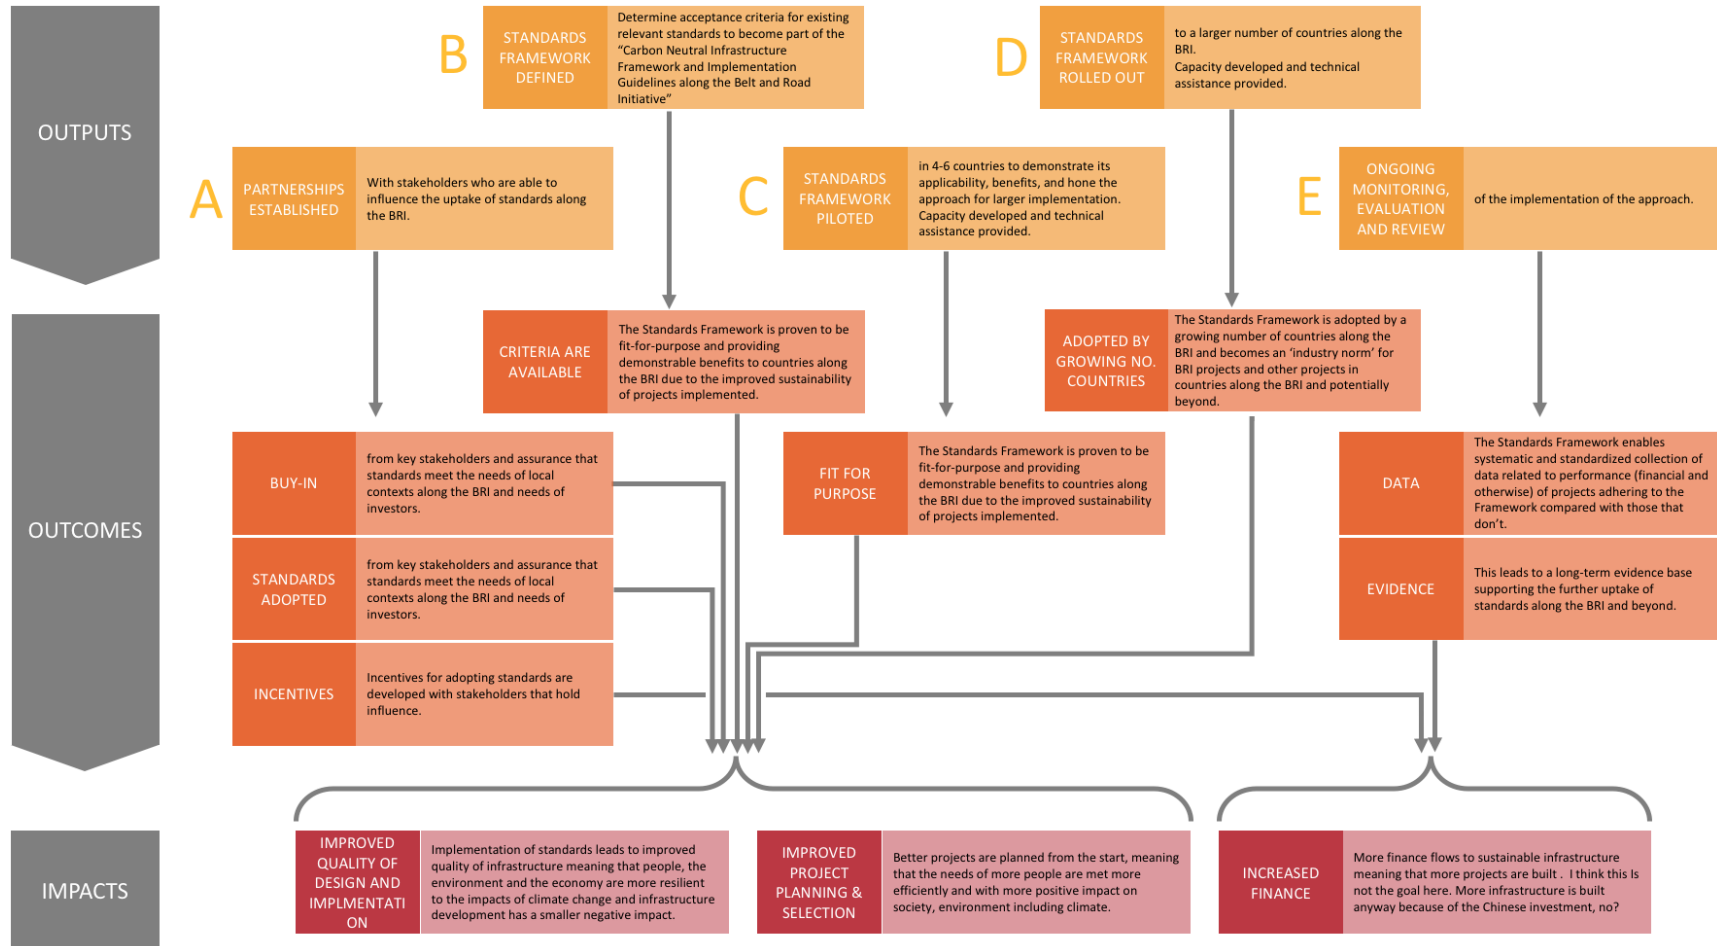 OUTPUTS
A
PARTNERSHIPS
ESTABLISHED
With stakeholders who are able to
influence the uptake of standards along
the BRI.
B
STANDARDS
FRAMEWORK
DEFINED
Determine acceptance criteria for existing
relevant standards to become part of the
“Carbon Neutral Infrastructure
Framework and Implementation
Guidelines along the Belt and Road
Initiative”
C
STANDARDS
FRAMEWORK
PILOTED
in 4-6 countries to demonstrate its
applicability, benefits, and hone the
approach for larger implementation.
Capacity developed and technical
assistance provided.
D
STANDARDS
FRAMEWORK
ROLLED OUT
to a larger number of countries along the
BRI.
Capacity developed and technical
assistance provided.
E
ONGOING
MONITORING,
EVALUATION
AND REVIEW
of the implementation of the approach.
OUTCOMES
CRITERIA ARE
AVAILABLE
The Standards Framework is proven to be
fit-for-purpose and providing
demonstrable benefits to countries along
the BRI due to the improved sustainability
of projects implemented.
ADOPTED BY
GROWING NO.
COUNTRIES
The Standards Framework is adopted by a
growing number of countries along the
BRI and becomes an ‘industry norm’ for
BRI projects and other projects in
countries along the BRI and potentially
beyond.
BUY-IN
from key stakeholders and assurance that
standards meet the needs of local
contexts along the BRI and needs of
investors.
FIT FOR
PURPOSE
The Standards Framework is proven to be
fit-for-purpose and providing
demonstrable benefits to countries along
the BRI due to the improved sustainability
of projects implemented.
DATA
The Standards Framework enables
systematic and standardized collection of
data related to performance (financial and
otherwise) of projects adhering to the
Framework compared with those that
don’t.
STANDARDS
ADOPTED
from key stakeholders and assurance that
standards meet the needs of local
contexts along the BRI and needs of
investors.
EVIDENCE
This leads to a long-term evidence base
supporting the further uptake of
standards along the BRI and beyond.
INCENTIVES
Incentives for adopting standards are
developed with stakeholders that hold
influence.
IMPACTS
IMPROVED
QUALITY OF
DESIGN AND
IMPLMENTATI
ON
Implementation of standards leads to improved
quality of infrastructure meaning that people, the
environment and the economy are more resilient
to the impacts of climate change and infrastructure
development has a smaller negative impact.
IMPROVED
PROJECT
PLANNING &
SELECTION
Better projects are planned from the start, meaning
that the needs of more people are met more
efficiently and with more positive impact on
society, environment including climate.
INCREASED
FINANCE
More finance flows to sustainable infrastructure
meaning that more projects are built .  I think this Is
not the goal here. More infrastructure is built
anyway because of the Chinese investment, no?